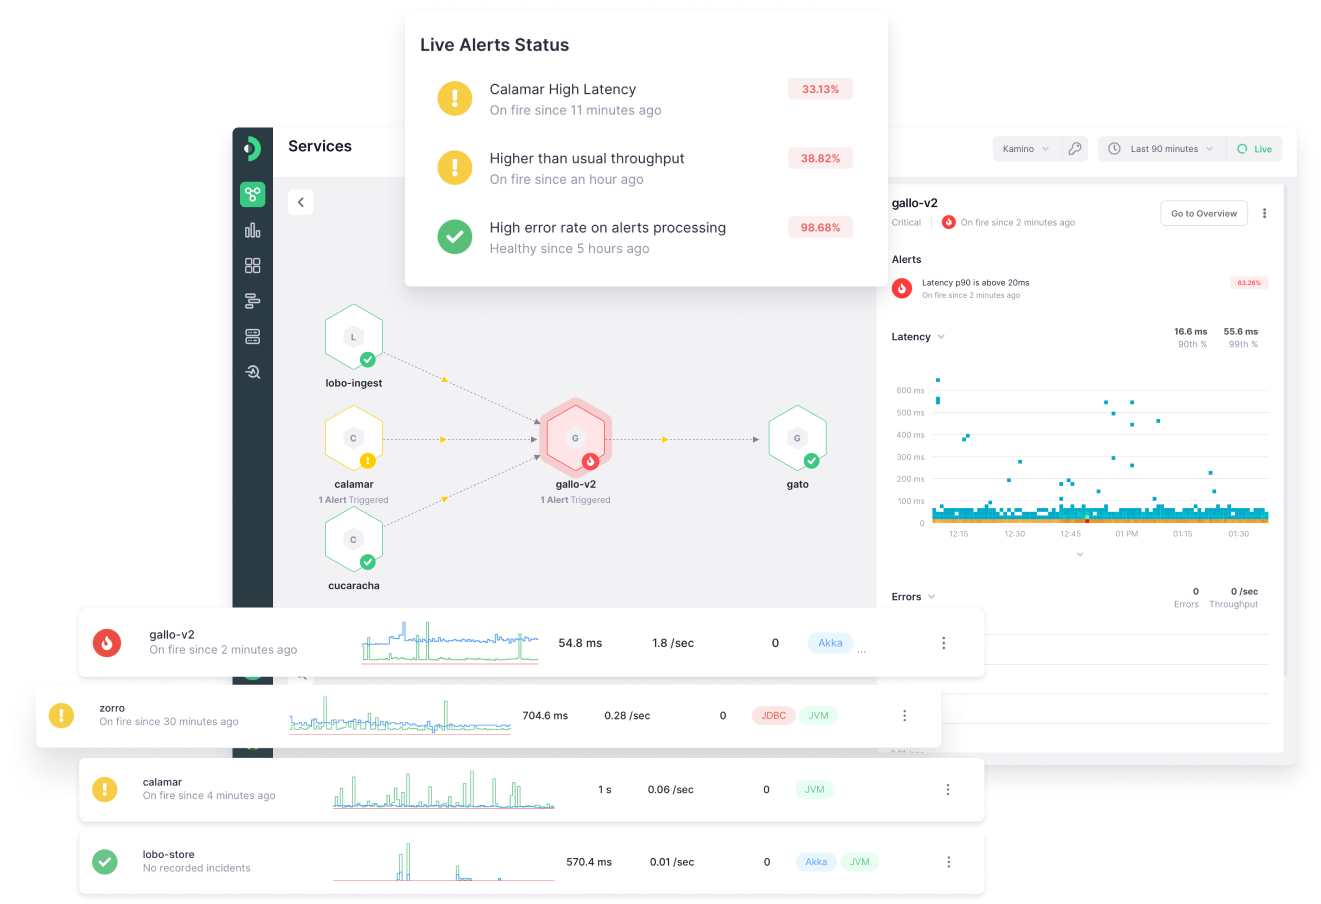 Live Alerts Status
Calamar High Latency
33.13%
On fire since 11 minutes ago
Higher than usual throughput
38.82%
On fire since an hour ago
High error rate on alerts processing
98.68%
Healthy since 5 hours ago
Services
Kamino
Last 90 minutes
Live
gallo-v2
Critical
On fire since 2 minutes ago
Go to Overview
Alerts
Latency p90 is above 20ms
On fire since 2 minutes ago
63.26%
Latency
16.6 ms
55.6 ms
90th %
99th %
600 ms
500 ms
400 ms
300 ms
200 ms
100 ms
0
12:15
12:30
12:45
01 PM
01:15
01:30
Errors
0
0 /sec
Errors
Throughput
L
lobo-ingest
C
calamar
1 Alert Triggered
C
cucaracha
G
gallo-v2
1 Alert Triggered
G
gato
gallo-v2
On fire since 2 minutes ago
54.8 ms
1.8 /sec
0
Akka
...
zorro
On fire since 30 minutes ago
704.6 ms
0.28 /sec
0
JDBC
JVM
calamar
On fire since 4 minutes ago
1 s
0.06 /sec
0
JVM
lobo-store
No recorded incidents
570.4 ms
0.01 /sec
0
Akka
JVM